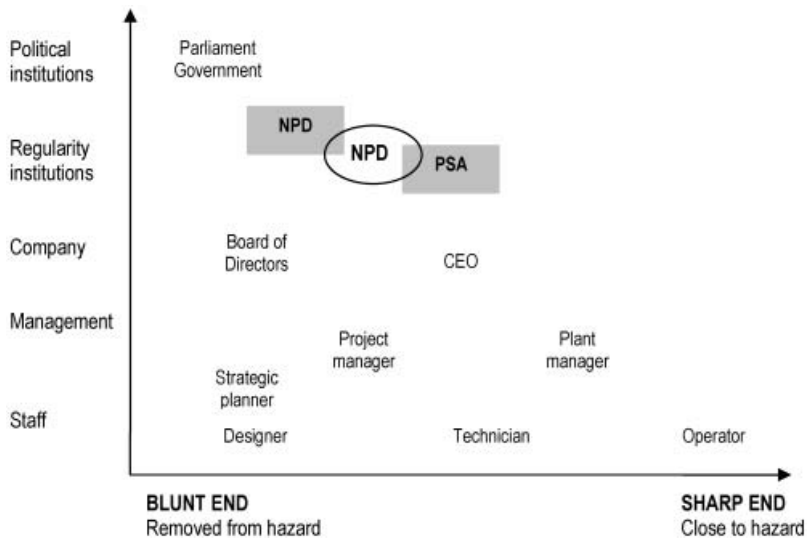 Political
institutions
Parliament
Government
NPD
NPD
PSA
Regularity
institutions
Company
Board of
Directors
CEO
Management
Project
manager
Plant
manager
Strategic
planner
Staff
Designer
Technician
Operator
BLUNT END
Removed from hazard
SHARP END
Close to hazard